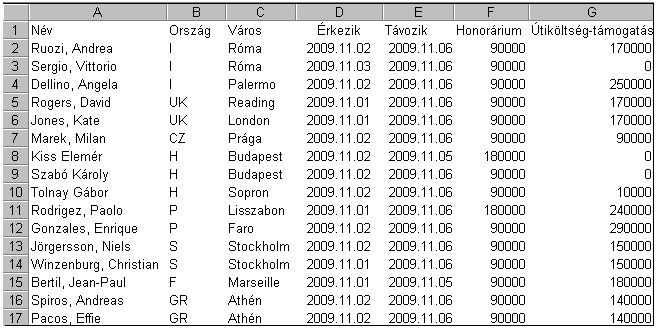 A B C D E F G
1 Név Ország Város Érkezik Távozik Honorárium Útiköltség-támogatás
2 Ruozi, Andrea I Róma 2009.11.02 2009.11.06 90000 170000
3 Sergio, Vittorio I Róma 2009.11.03 2009.11.06 90000 0
4 Dellino, Angela I Palermo 2009.11.02 2009.11.06 90000 250000
5 Rogers, David UK Reading 2009.11.01 2009.11.06 90000 170000
6 Jones, Kate UK London 2009.11.01 2009.11.06 90000 170000
7 Marek, Milan CZ Prága 2009.11.02 2009.11.06 90000 90000
8 Kiss Elemér H Budapest 2009.11.02 2009.11.05 180000 0
9 Szabó Károly H Budapest 2009.11.02 2009.11.06 90000 0
10 Tolnay Gábor H Sopron 2009.11.02 2009.11.06 90000 10000
11 Rodrigez, Paolo P Lisszabon 2009.11.01 2009.11.06 180000 240000
12 Gonzales, Enrique P Faro 2009.11.02 2009.11.06 90000 290000
13 Jörgersson, Niels S Stockholm 2009.11.02 2009.11.06 90000 150000
14 Winzenburg, Christian S Stockholm 2009.11.01 2009.11.06 90000 150000
15 Bertil, Jean-Paul F Marseille 2009.11.01 2009.11.05 90000 180000
16 Spiros, Andreas GR Athén 2009.11.02 2009.11.06 90000 140000
17 Pacos, Effie GR Athén 2009.11.02 2009.11.06 90000 140000